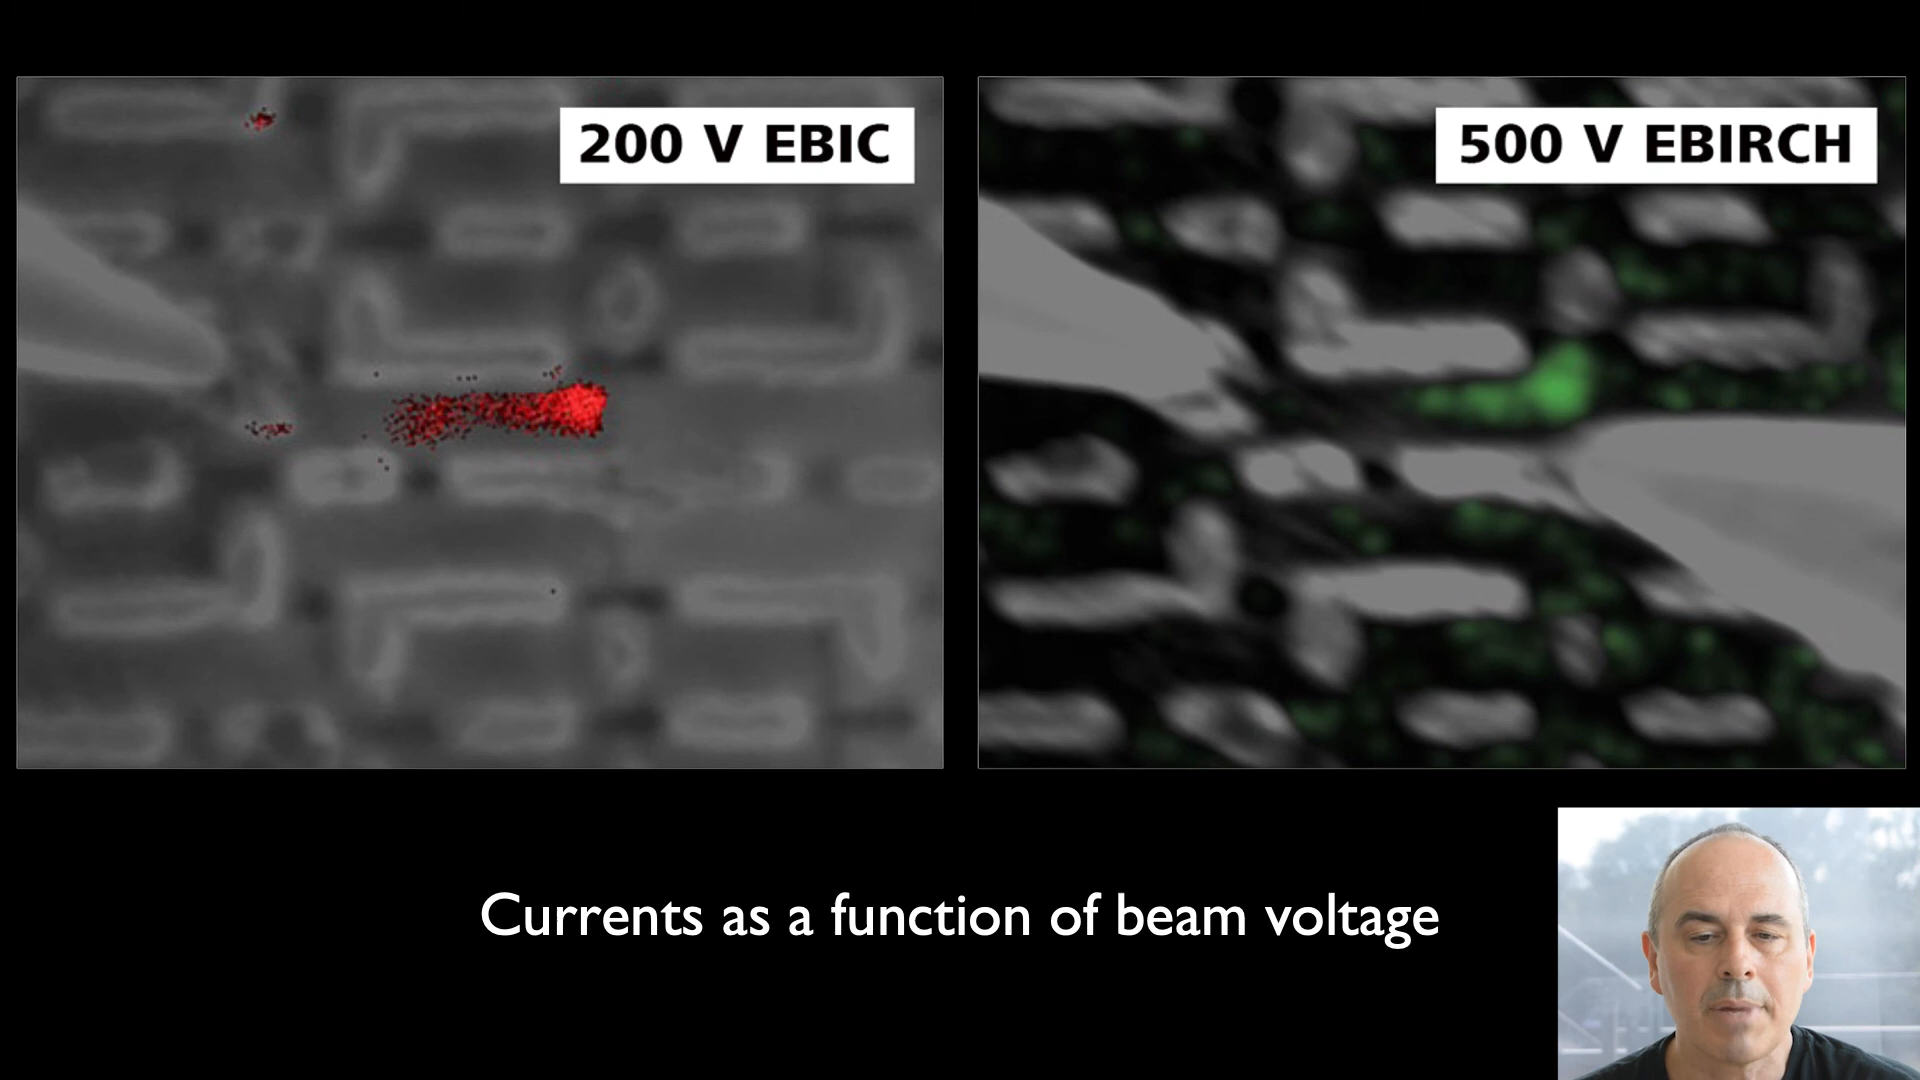 200 V EBIC
500 V EBIRCH
Currents as a function of beam voltage